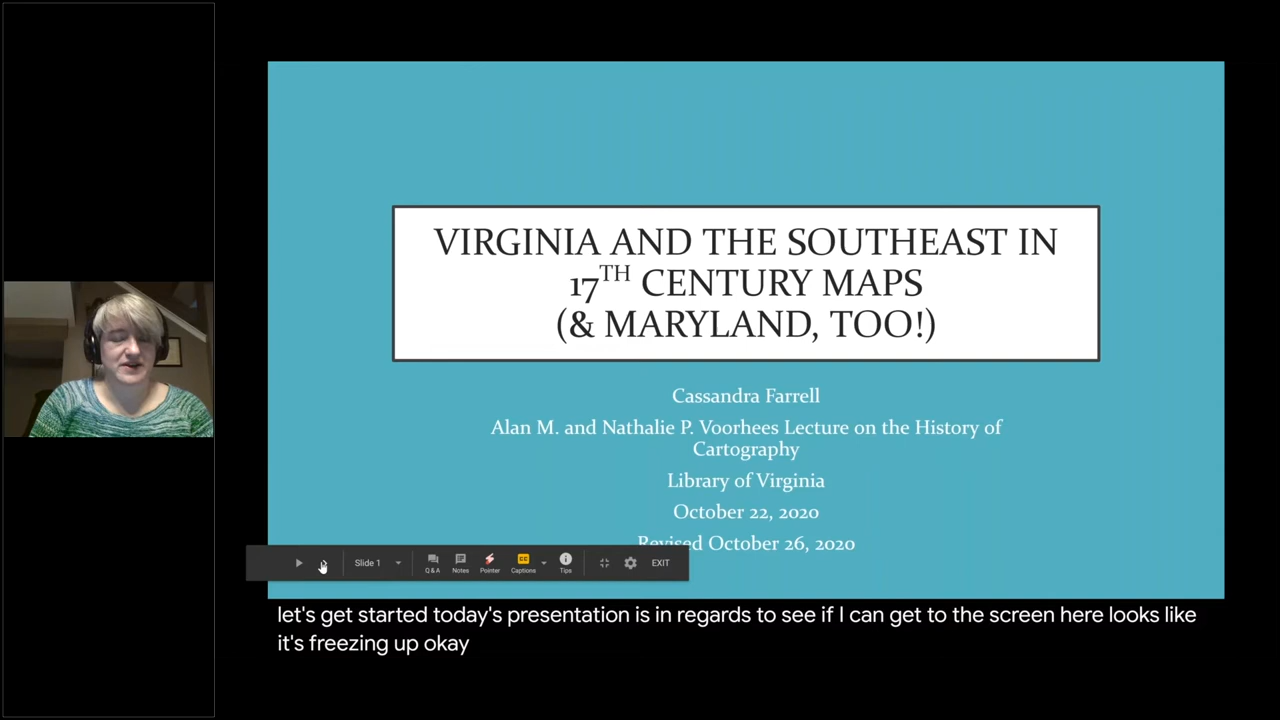 VIRGINIA AND THE SOUTHEAST IN
17TH CENTURY MAPS
(& MARYLAND, TOO!)
Cassandra Farrell
Alan M. and Nathalie P. Voorhees Lecture on the History of
Cartography
Library of Virginia
October 22, 2020
Revised October 26, 2020
Slide 1
CC
Q & A Notes Pointer Captions Tips EXIT
let's get started today's presentation is in regards to see if I can get to the screen here looks like
it's freezing up okay